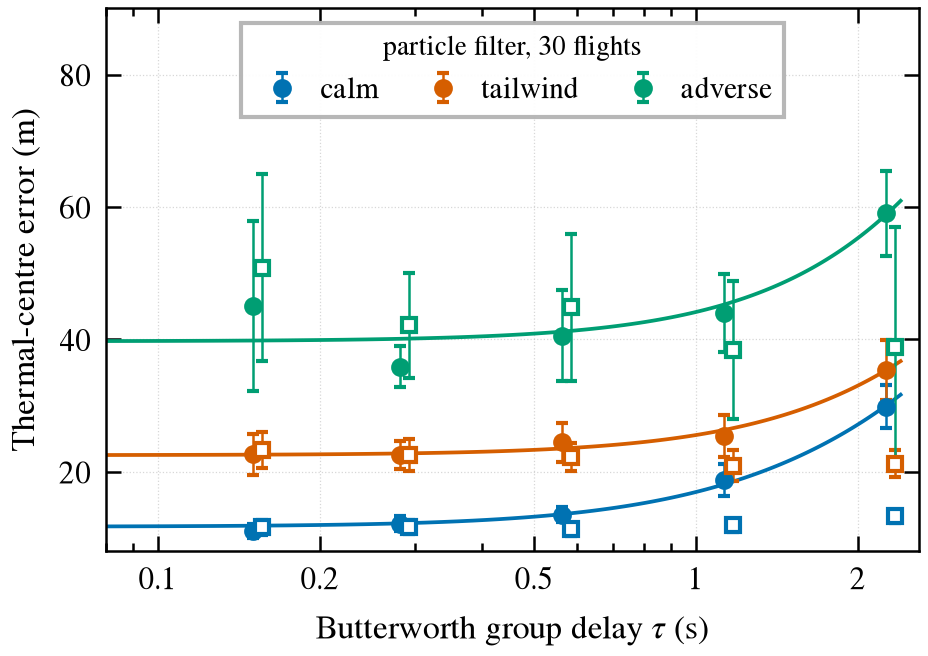 particle filter, 30 flights
calm tailwind adverse
Thermal-centre error (m)
80
60
40
20
0.1 0.2 0.5 1 2
Butterworth group delay τ (s)